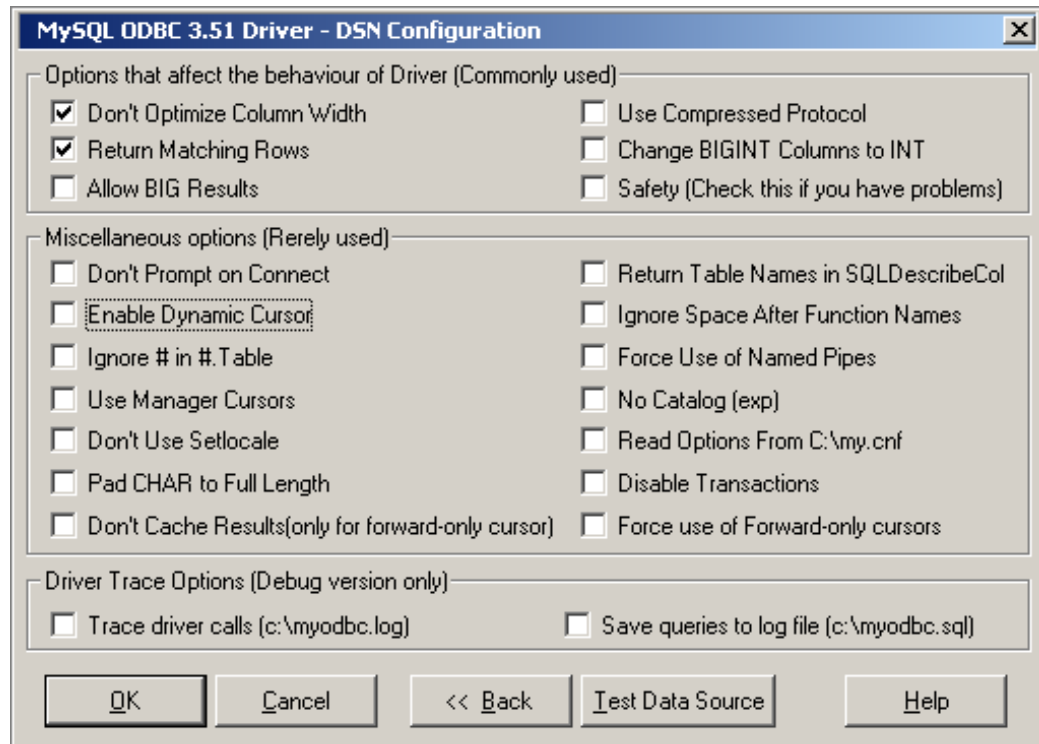 MySQL ODBC 3.51 Driver - DSN Configuration
Options that affect the behaviour of Driver (Commonly used)
Don't Optimize Column Width
Use Compressed Protocol
Return Matching Rows
Change BIGINT Columns to INT
Allow BIG Results
Safety (Check this if you have problems)
Miscellaneous options (Rerely used)
Don't Prompt on Connect
Return Table Names in SQLDescribeCol
Enable Dynamic Cursor
Ignore Space After Function Names
Ignore # in #.Table
Force Use of Named Pipes
Use Manager Cursors
No Catalog (exp)
Don't Use Setlocale
Read Options From C:\my.cnf
Pad CHAR to Full Length
Disable Transactions
Don't Cache Results(only for forward-only cursor)
Force use of Forward-only cursors
Driver Trace Options (Debug version only)
Trace driver calls (c:\myodbc.log)
Save queries to log file (c:\myodbc.sql)
OK
Cancel
<< Back
Test Data Source
Help